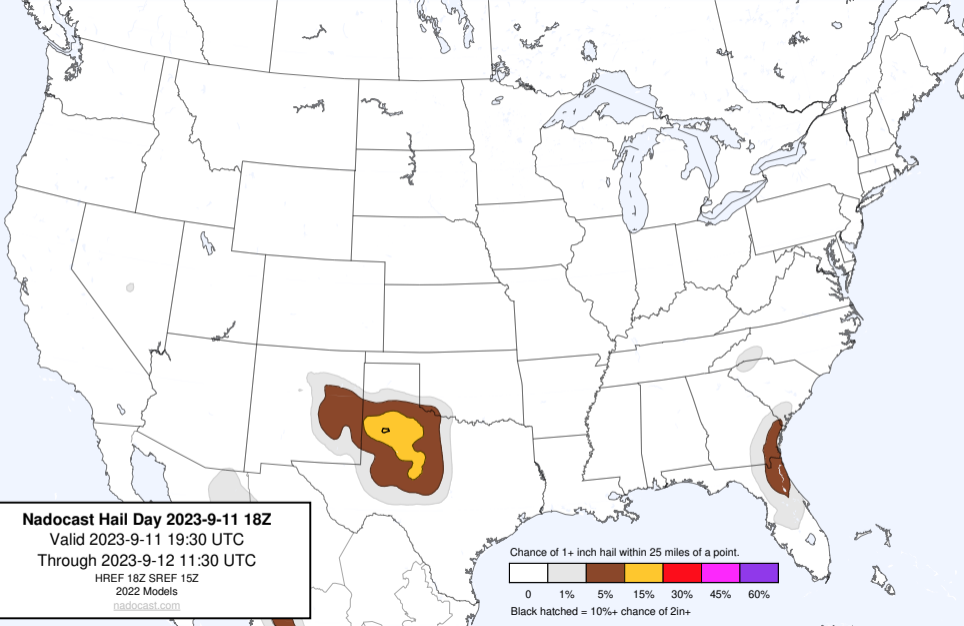 Nadocast Hail Day 2023-9-11 18Z
Valid 2023-9-11 19:30 UTC
Through 2023-9-12 11:30 UTC
HREF 18Z SREF 15Z
2022 Models
nadocast.com
Chance of 1+ inch hail within 25 miles of a point.
0 1% 5% 15% 30% 45% 60%
Black hatched = 10%+ chance of 2in+